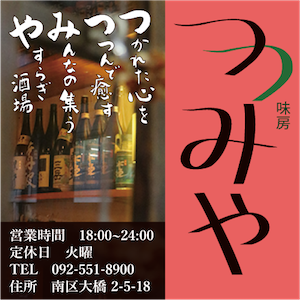 つかれた心を
つつんで癒す
みんなの集う
やすらぎ
酒場
味房
つつみや
営業時間　18:00~24:00
定休日　火曜
TEL　092-551-8900
住所　南区大橋 2-5-18